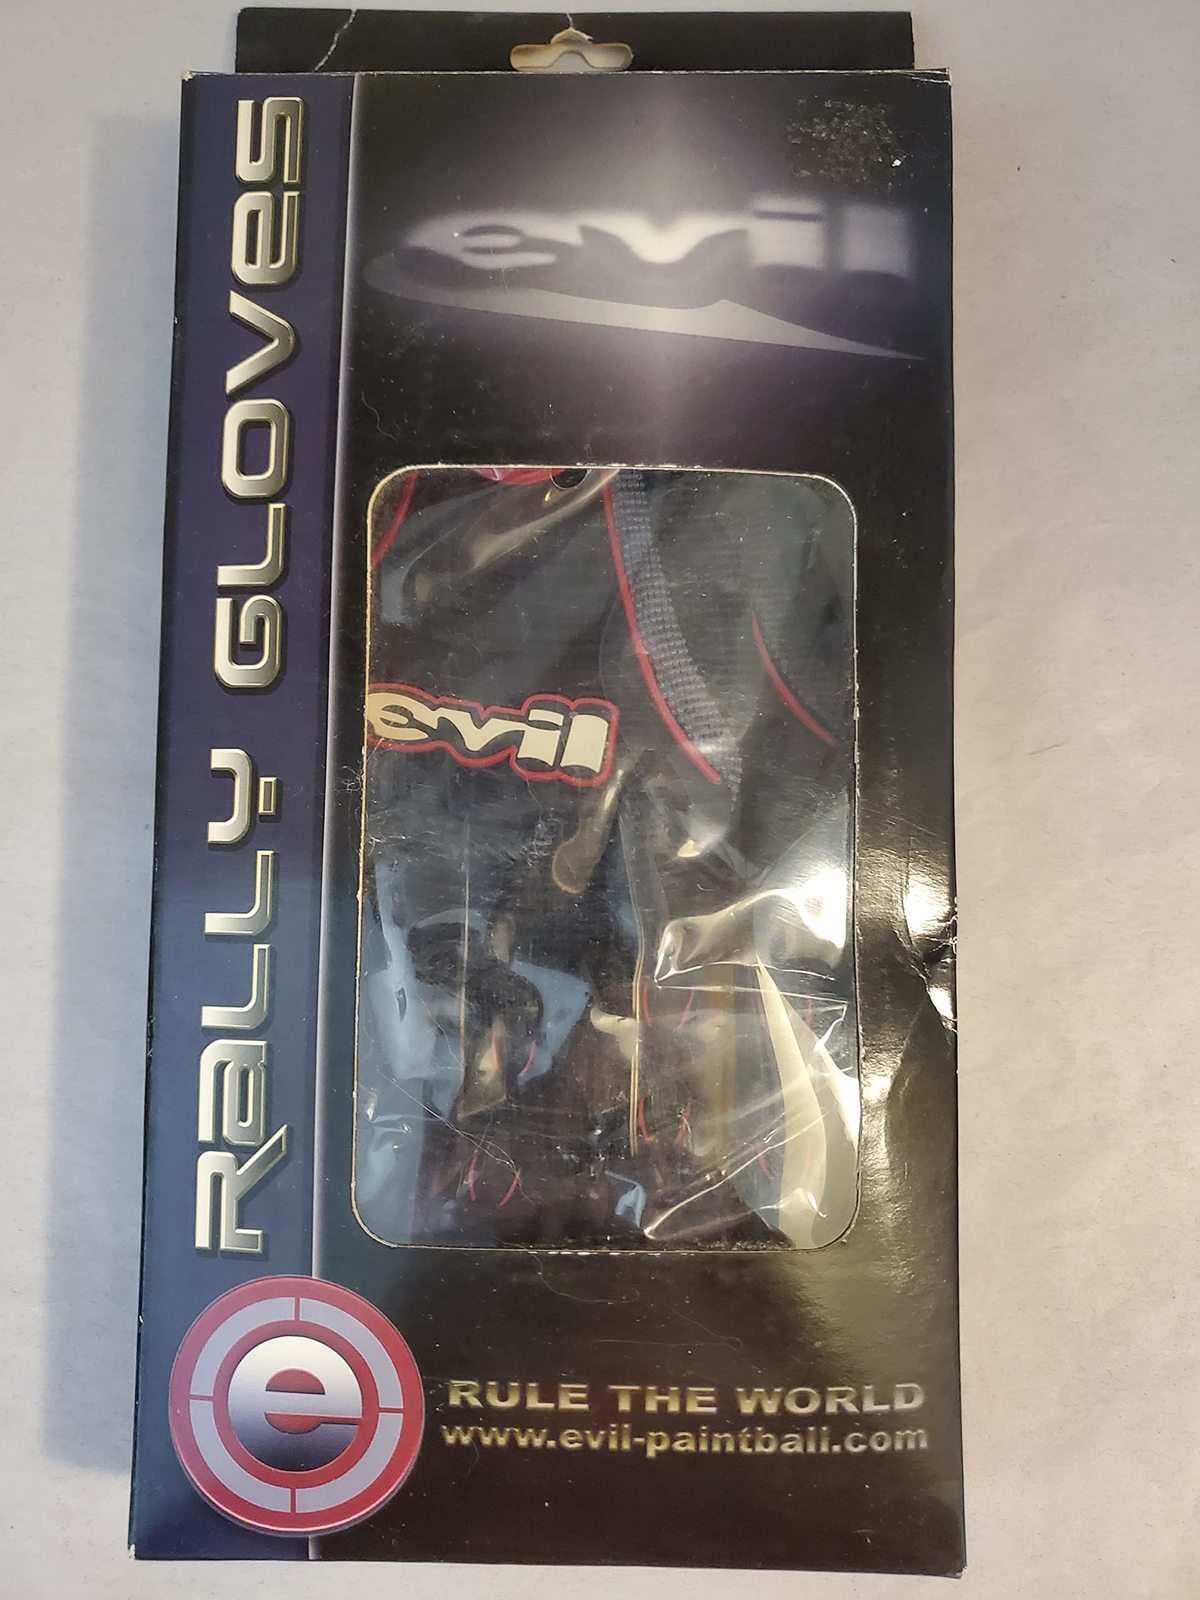 evil
Rally Gloves
evil
e
RULE THE WORLD
www.evil-paintball.com